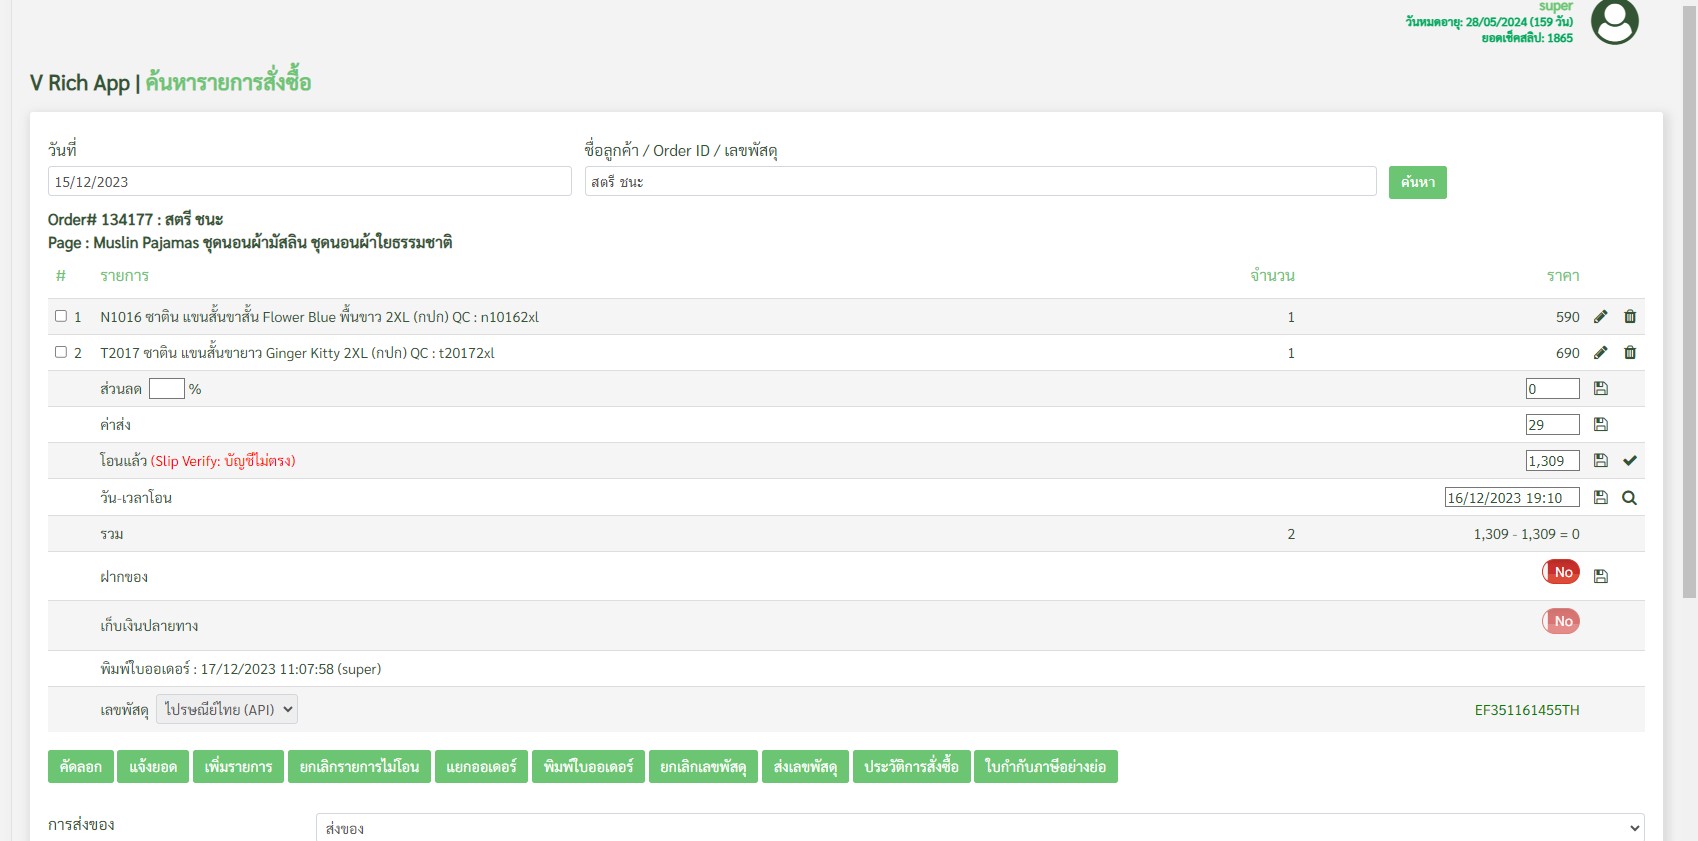 super
วันหมดอายุ: 28/05/2024 (159 วัน)
ยอดเช็คสลิป: 1865
V Rich App | ค้นหารายการสั่งซื้อ
วันที่
ชื่อลูกค้า / Order ID / เลขพัสดุ
15/12/2023
สตรี ชนะ
ค้นหา
Order# 134177 : สตรี ชนะ
Page : Muslin Pajamas ชุดนอนผ้ามัสลิน ชุดนอนผ้าใยธรรมชาติ
# รายการ จำนวน ราคา
1 N1016 ซาติน แขนสั้นขาสั้น Flower Blue พื้นขาว 2XL (กปก) QC : n10162xl 1 590
2 T2017 ซาติน แขนสั้นขายาว Ginger Kitty 2XL (กปก) QC : t20172xl 1 690
ส่วนลด % 0
ค่าส่ง 29
โอนแล้ว (Slip Verify: บัญชีไม่ตรง) 1,309
วัน-เวลาโอน 16/12/2023 19:10
รวม 2 1,309 - 1,309 = 0
ฝากของ No
เก็บเงินปลายทาง No
พิมพ์ใบออเดอร์ : 17/12/2023 11:07:58 (super)
เลขพัสดุ ไปรษณีย์ไทย (API) EF351161455TH
คัดลอก แจ้งยอด เพิ่มรายการ ยกเลิกรายการไม่โอน แยกออเดอร์ พิมพ์ใบออเดอร์ ยกเลิกเลขพัสดุ ส่งเลขพัสดุ ประวัติการสั่งซื้อ ใบกำกับภาษีอย่างย่อ
การส่งของ ส่งของ